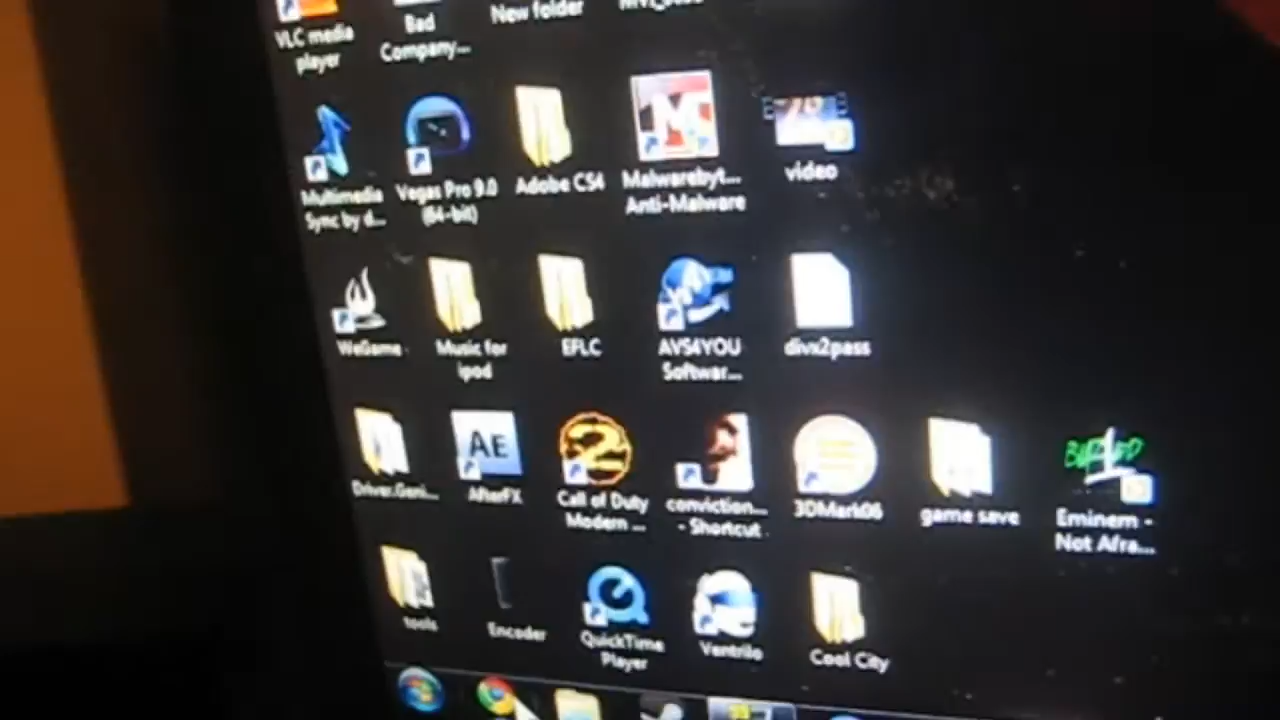 VLC media
player
Bad
Company...
New folder
Multimedia
Sync by d...
Vegas Pro 9.0
(64-bit)
Adobe CS4
Malwarebyt...
Anti-Malware
video
WeGame
Music for
ipod
EFLC
AVS4YOU
Softwar...
divx2pass
Driver.Geni...
AE
AfterFX
2
Call of Duty
Modern ...
conviction...
- Shortcut
3DMark06
game save
Eminem -
Not Afra...
tools
Encoder
QuickTime
Player
Ventrilo
Cool City